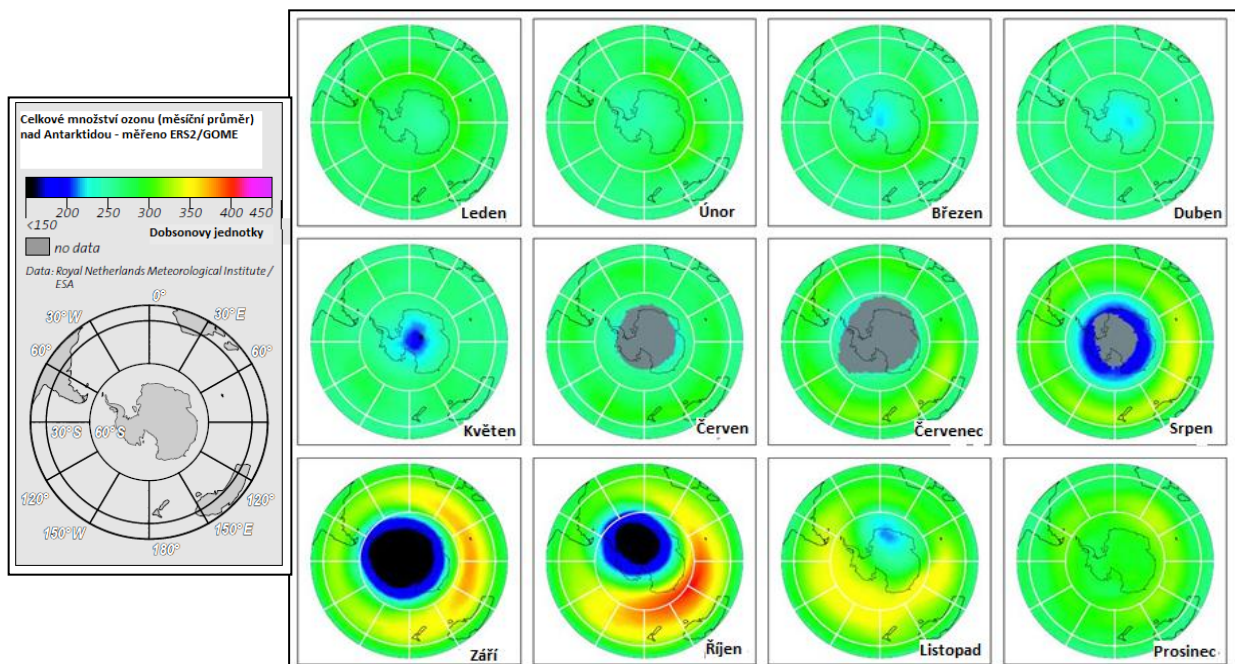 Celkové množství ozonu (měsíční průměr)
nad Antarktidou - měřeno ERS2/GOME
200 250 300 350 400 450
<150
Dobsonovy jednotky
no data
Data: Royal Netherlands Meteorological Institute /
ESA
0°
30° W 30° E
60° 60°
30° S 60° S
120° 120°
150° W 150° E
180°
Leden Únor Březen Duben
Květen Červen Červenec Srpen
Září Říjen Listopad Prosinec